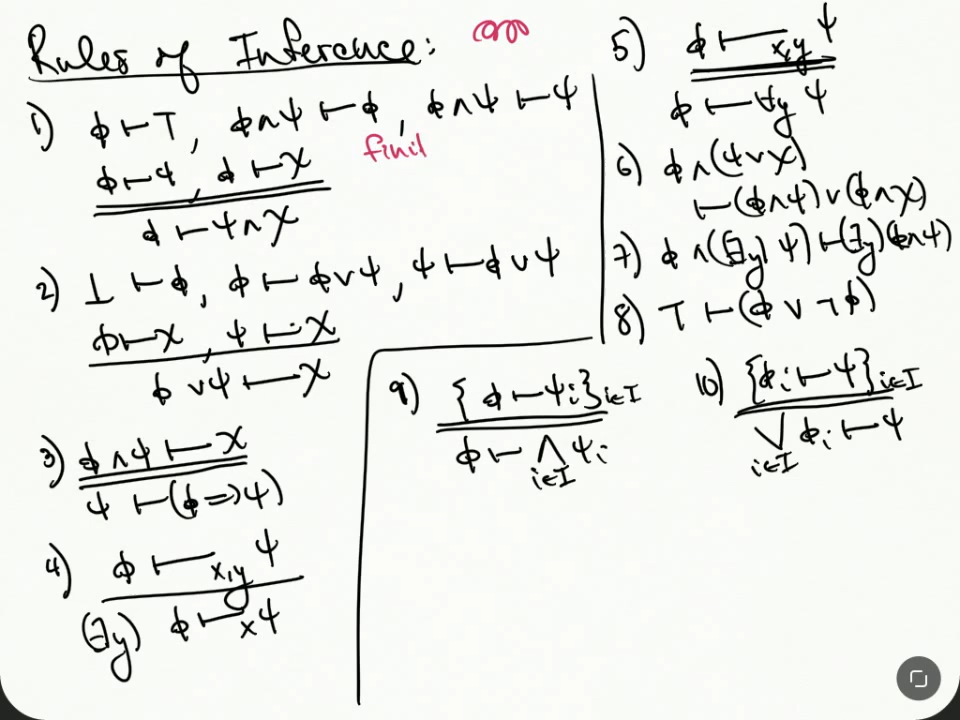 Rules of Inference:
1) ϕ ⊢ ⊤, ϕ∧ψ ⊢ ϕ, ϕ∧ψ ⊢ ψ
finit
ϕ ⊢ ψ, ϕ ⊢ χ
ϕ ⊢ ψ∧χ
2) ⊥ ⊢ ϕ, ϕ ⊢ ϕ∨ψ, ψ ⊢ ϕ∨ψ
ϕ ⊢ χ, ψ ⊢ χ
ϕ∨ψ ⊢ χ
3) ϕ∧ψ ⊢ χ
ψ ⊢ (ϕ ⇒ ψ)
4) ϕ ⊢x,y ψ
(∃y) ϕ ⊢x ψ
5) ϕ ⊢x,y ψ
ϕ ⊢ ∀y ψ
6) ϕ∧(ψ∨χ)
⊢ (ϕ∧ψ)∨(ϕ∧χ)
7) ϕ∧(∃y) ψ) ⊢ (∃y)(ϕ∧ψ)
8) ⊤ ⊢ (ϕ ∨ ¬ϕ)
9) {ϕ ⊢ ψi}i∈I
ϕ ⊢ ⋀i∈I ψi
10) {ϕi ⊢ ψ}i∈I
⋁i∈I ϕi ⊢ ψ